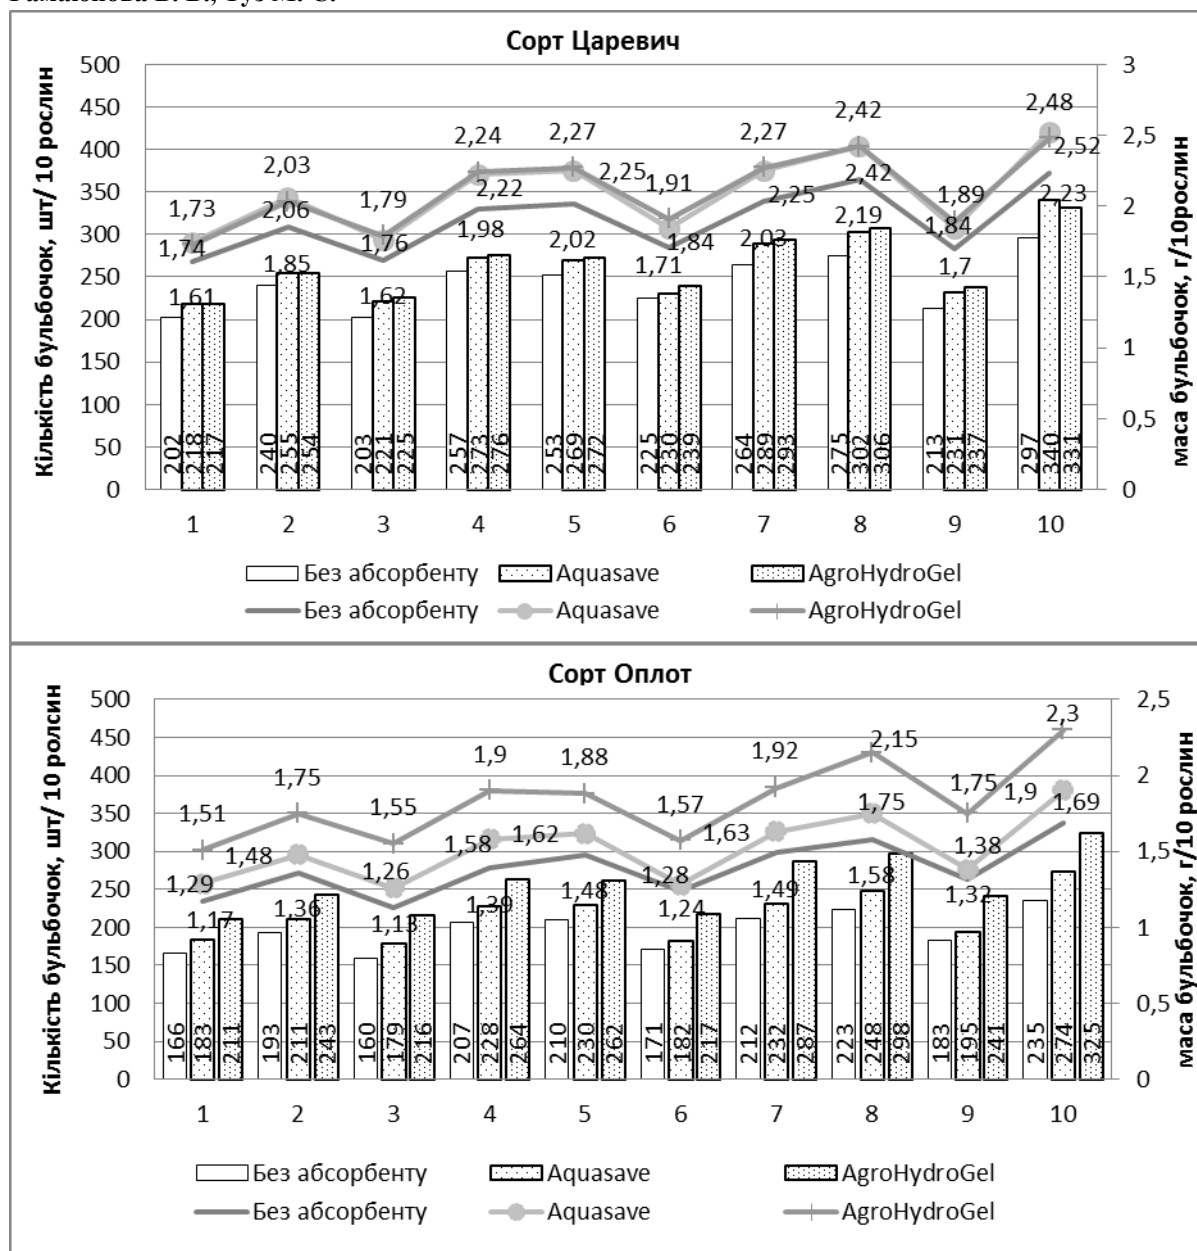 Сорт Царевич
Кількість бульбочок, шт/ 10 рослин
маса бульбочок, г/10рослин
500
450
400
350
300
250
200
150
100
50
0
3
2,5
2
1,5
1
0,5
0
1,73
2,03
1,79
2,24
2,27
1,91
2,27
2,42
1,89
2,48
1,74
2,06
1,76
2,22
2,25
1,84
2,25
2,42
1,84
2,52
1,61
1,85
1,62
1,98
2,02
1,71
2,03
2,19
1,7
2,23
202 218 217
240 255 254
203 221 225
257 273 276
253 269 272
225 230 239
264 289 293
275 302 306
213 231 237
297 340 331
1 2 3 4 5 6 7 8 9 10
Без абсорбенту Aquasave AgroHydroGel
Без абсорбенту Aquasave AgroHydroGel
Сорт Оплот
Кількість бульбочок, шт/ 10 ролсин
маса бульбочок, г/10 рослин
500
450
400
350
300
250
200
150
100
50
0
2,5
2
1,5
1
0,5
0
1,51
1,75
1,55
1,9
1,88
1,57
1,92
2,15
1,75
2,3
1,29
1,48
1,26
1,58
1,62
1,28
1,63
1,75
1,38
1,9
1,17
1,36
1,13
1,39
1,48
1,24
1,49
1,58
1,32
1,69
166 183 211
193 211 243
160 179 216
207 228 264
210 230 262
171 182 217
212 232 287
223 248 298
183 195 241
235 274 325
1 2 3 4 5 6 7 8 9 10
Без абсорбенту Aquasave AgroHydroGel
Без абсорбенту Aquasave AgroHydroGel